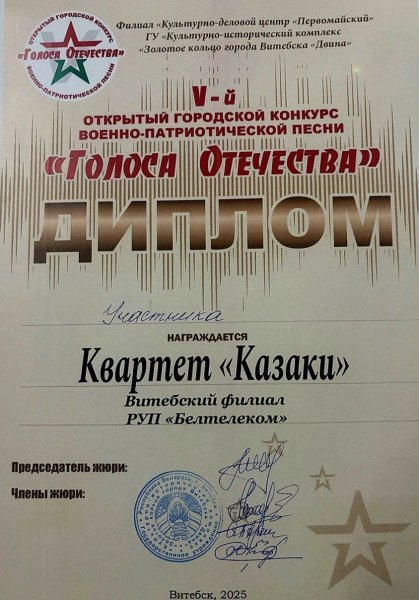 Филиал «Культурно-деловой центр «Первомайский»
ГУ «Культурно-исторический комплекс
«Золотое кольцо города Витебска «Двина»
ОТКРЫТЫЙ ГОРОДСКОЙ КОНКУРС
«ГОЛОСА ОТЕЧЕСТВА»
ВОЕННО-ПАТРИОТИЧЕСКОЙ ПЕСНИ
V-й
ОТКРЫТЫЙ ГОРОДСКОЙ КОНКУРС
ВОЕННО-ПАТРИОТИЧЕСКОЙ ПЕСНИ
«ГОЛОСА ОТЕЧЕСТВА»
ДИПЛОМ
Участника
НАГРАЖДАЕТСЯ
Квартет «Казаки»
Витебский филиал
РУП «Белтелеком»
Председатель жюри:
Члены жюри:
Витебск, 2025